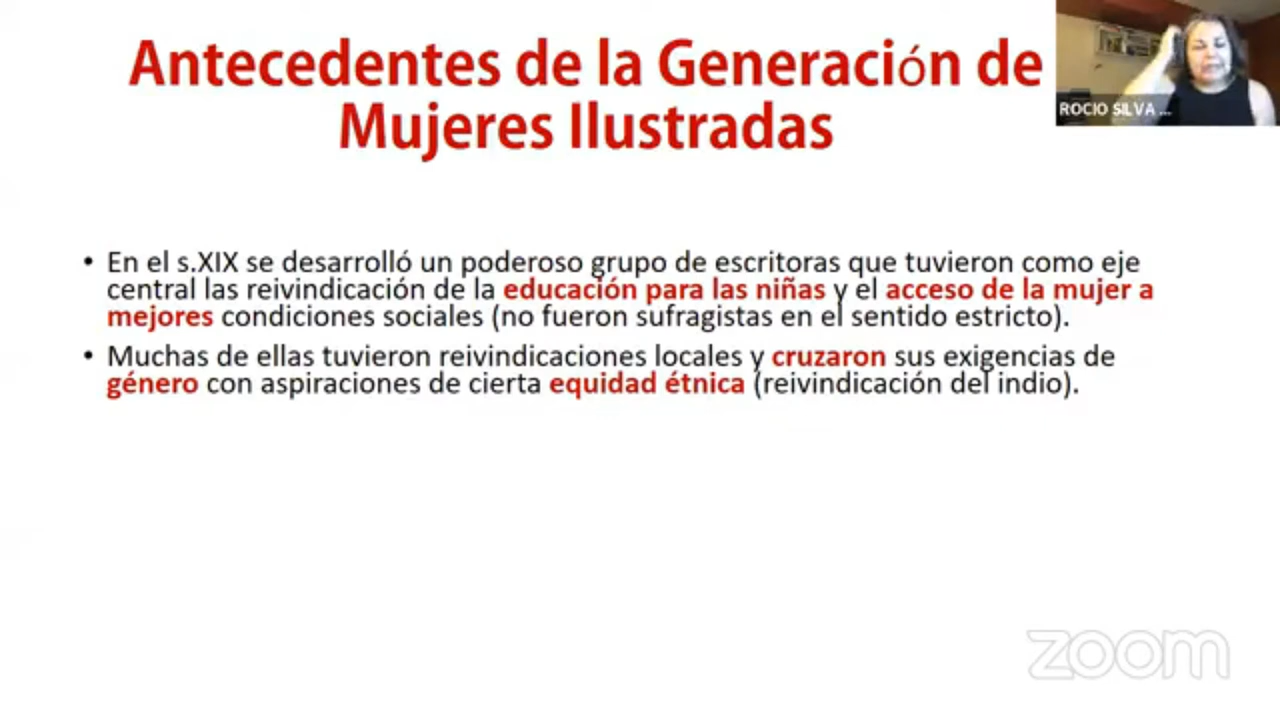 Antecedentes de la Generación de
Mujeres Ilustradas
ROCIO SILVA ...
• En el s.XIX se desarrolló un poderoso grupo de escritoras que tuvieron como eje
central las reivindicación de la educación para las niñas y el acceso de la mujer a
mejores condiciones sociales (no fueron sufragistas en el sentido estricto).
• Muchas de ellas tuvieron reivindicaciones locales y cruzaron sus exigencias de
género con aspiraciones de cierta equidad étnica (reivindicación del indio).
zoom